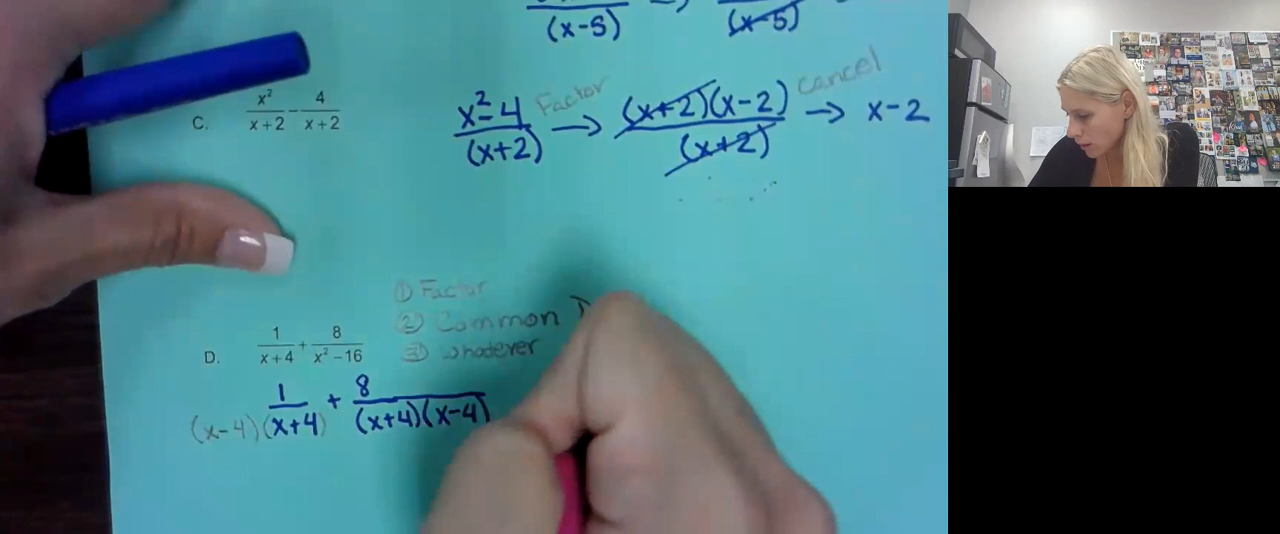 (x-5) (x-5)
C. x²/x+2 - 4/x+2
x²-4/(x+2) Factor → (x+2)(x-2)/(x+2) cancel → x-2
① Factor
② Common D
③ Whatever
D. 1/x+4 + 8/x²-16
(x-4) 1/(x+4) + 8/(x+4)(x-4)